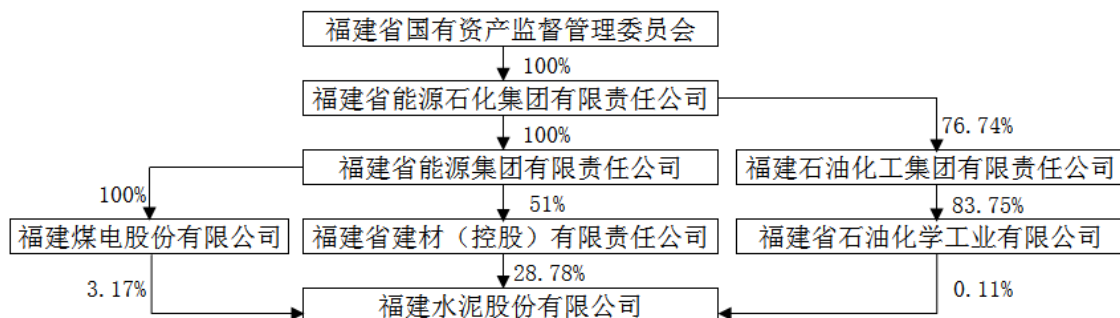 福建省国有资产监督管理委员会
100%
福建省能源石化集团有限责任公司
100%
76.74%
福建省能源集团有限责任公司
福建石油化工集团有限责任公司
100%
51%
83.75%
福建煤电股份有限公司
福建省建材（控股）有限责任公司
福建省石油化学工业有限公司
3.17%
28.78%
0.11%
福建水泥股份有限公司